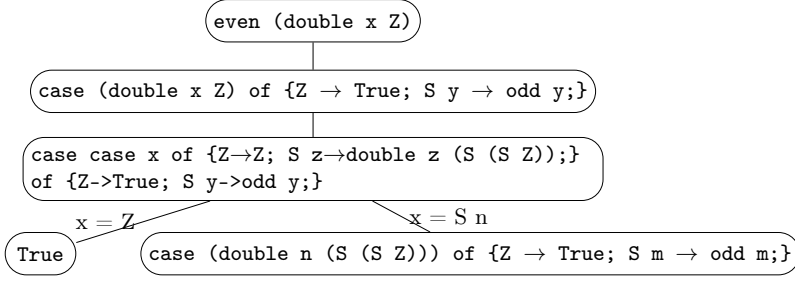 even (double x Z)
case (double x Z) of {Z → True; S y → odd y;}
case case x of {Z→Z; S z→double z (S (S Z));}
of {Z->True; S y->odd y;}
x = Z
x = S n
True
case (double n (S (S Z))) of {Z → True; S m → odd m;}